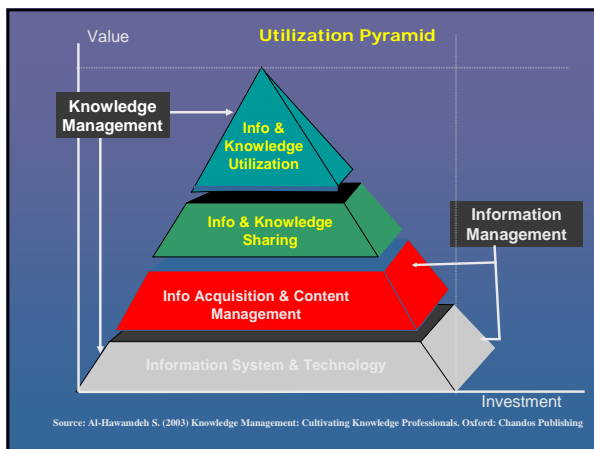 Value
Utilization Pyramid
Knowledge
Management
Info &
Knowledge
Utilization
Info & Knowledge
Sharing
Information
Management
Info Acquisition & Content
Management
Information System & Technology
Investment
Source: Al-Hawamdeh S. (2003) Knowledge Management: Cultivating Knowledge Professionals. Oxford: Chandos Publishing